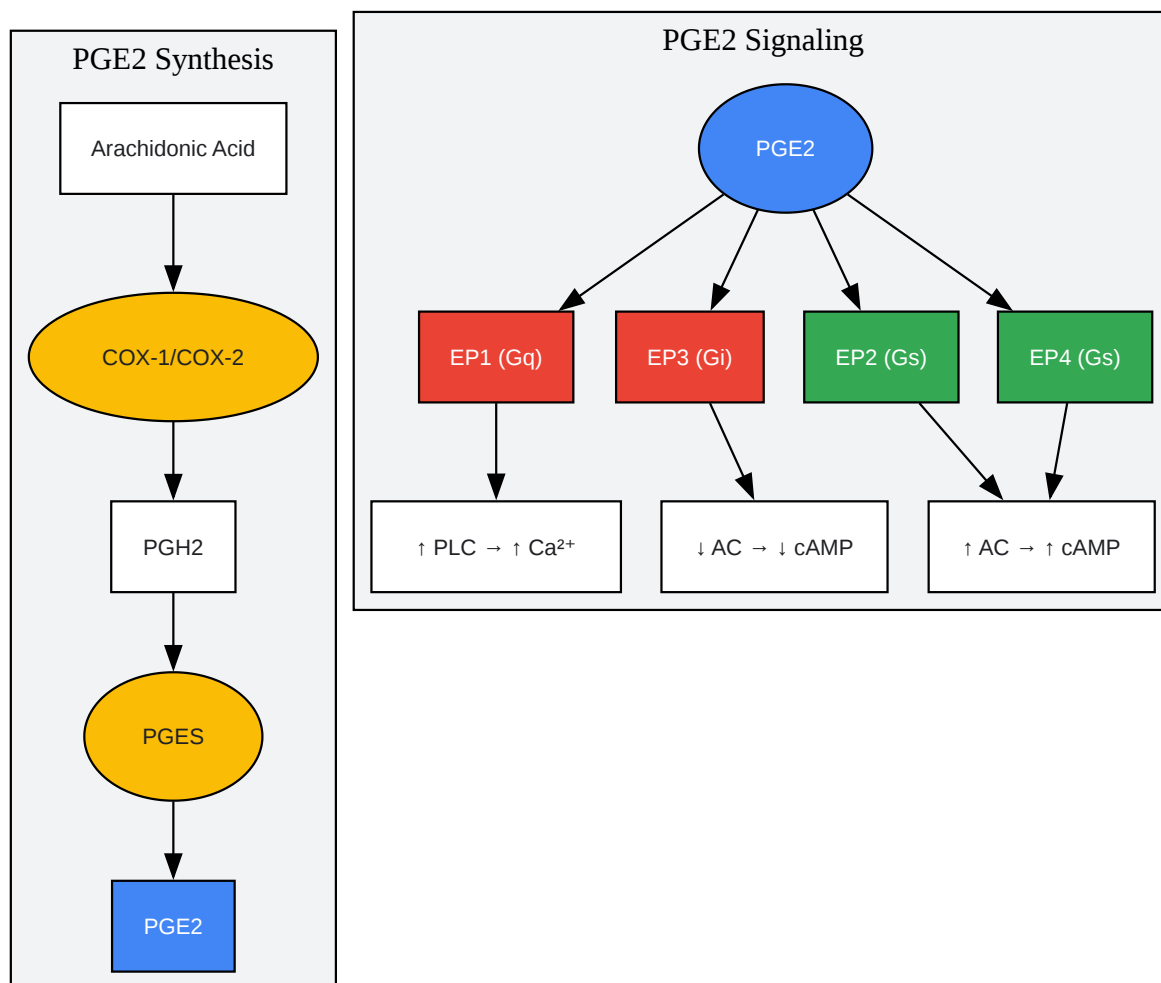 PGE2 Synthesis
Arachidonic Acid
COX-1/COX-2
PGH2
PGES
PGE2
PGE2 Signaling
PGE2
EP1 (Gq)
EP3 (Gi)
EP2 (Gs)
EP4 (Gs)
↑ PLC → ↑ Ca²⁺
↓ AC → ↓ cAMP
↑ AC → ↑ cAMP